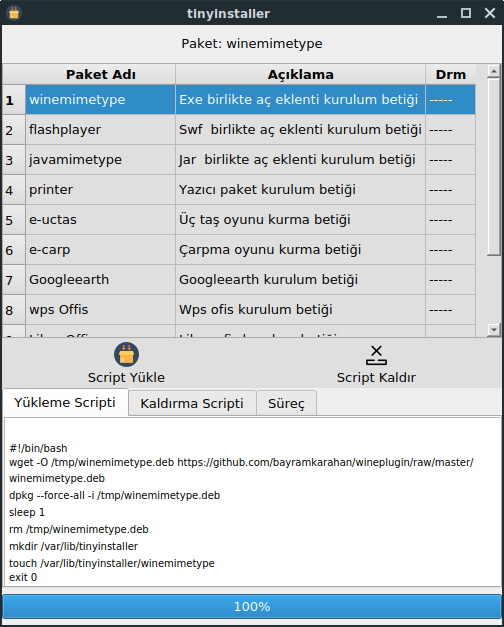 tinyinstaller
Paket: winemimetype
Paket Adı Açıklama Drm
1 winemimetype Exe birlikte aç eklenti kurulum betiği -----
2 flashplayer Swf  birlikte aç eklenti kurulum betiği -----
3 javamimetype Jar  birlikte aç eklenti kurulum betiği -----
4 printer Yazıcı paket kurulum betiği -----
5 e-uctas Üç taş oyunu kurma betiği -----
6 e-carp Çarpma oyunu kurma betiği -----
7 Googleearth Googleearth kurulum betiği -----
8 wps Offis Wps ofis kurulum betiği -----
Script Yükle Script Kaldır
Yükleme Scripti Kaldırma Scripti Süreç
#!/bin/bash
wget -O /tmp/winemimetype.deb https://github.com/bayramkarahan/wineplugin/raw/master/
winemimetype.deb
dpkg --force-all -i /tmp/winemimetype.deb
sleep 1
rm /tmp/winemimetype.deb
mkdir /var/lib/tinyinstaller
touch /var/lib/tinyinstaller/winemimetype
exit 0
100%